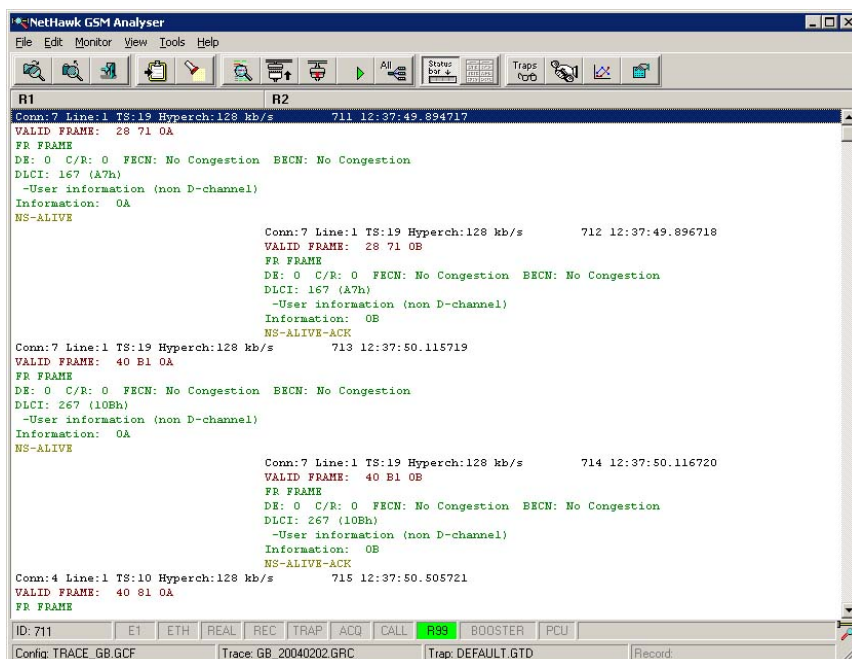 NetHawk GSM Analyser
File Edit Monitor View Tools Help
All Status bar Traps
R1 R2
Conn:7 Line:1 TS:19 Hyperch:128 kb/s 711 12:37:49.894717
VALID FRAME: 28 71 0A
FR FRAME
DE: 0 C/R: 0 FECN: No Congestion BECN: No Congestion
DLCI: 167 (A7h)
-User information (non D-channel)
Information: 0A
NS-ALIVE
Conn:7 Line:1 TS:19 Hyperch:128 kb/s 712 12:37:49.896718
VALID FRAME: 28 71 0B
FR FRAME
DE: 0 C/R: 0 FECN: No Congestion BECN: No Congestion
DLCI: 167 (A7h)
-User information (non D-channel)
Information: 0B
NS-ALIVE-ACK
Conn:7 Line:1 TS:19 Hyperch:128 kb/s 713 12:37:50.115719
VALID FRAME: 40 B1 0A
FR FRAME
DE: 0 C/R: 0 FECN: No Congestion BECN: No Congestion
DLCI: 267 (10Bh)
-User information (non D-channel)
Information: 0A
NS-ALIVE
Conn:7 Line:1 TS:19 Hyperch:128 kb/s 714 12:37:50.116720
VALID FRAME: 40 B1 0B
FR FRAME
DE: 0 C/R: 0 FECN: No Congestion BECN: No Congestion
DLCI: 267 (10Bh)
-User information (non D-channel)
Information: 0B
NS-ALIVE-ACK
Conn:4 Line:1 TS:10 Hyperch:128 kb/s 715 12:37:50.505721
VALID FRAME: 40 81 0A
FR FRAME
ID: 711 E1 ETH REAL REC TRAP ACQ CALL R99 BOOSTER PCU
Config: TRACE_GB.GCF Trace: GB_20040202.GRC Trap: DEFAULT.GTD Record: